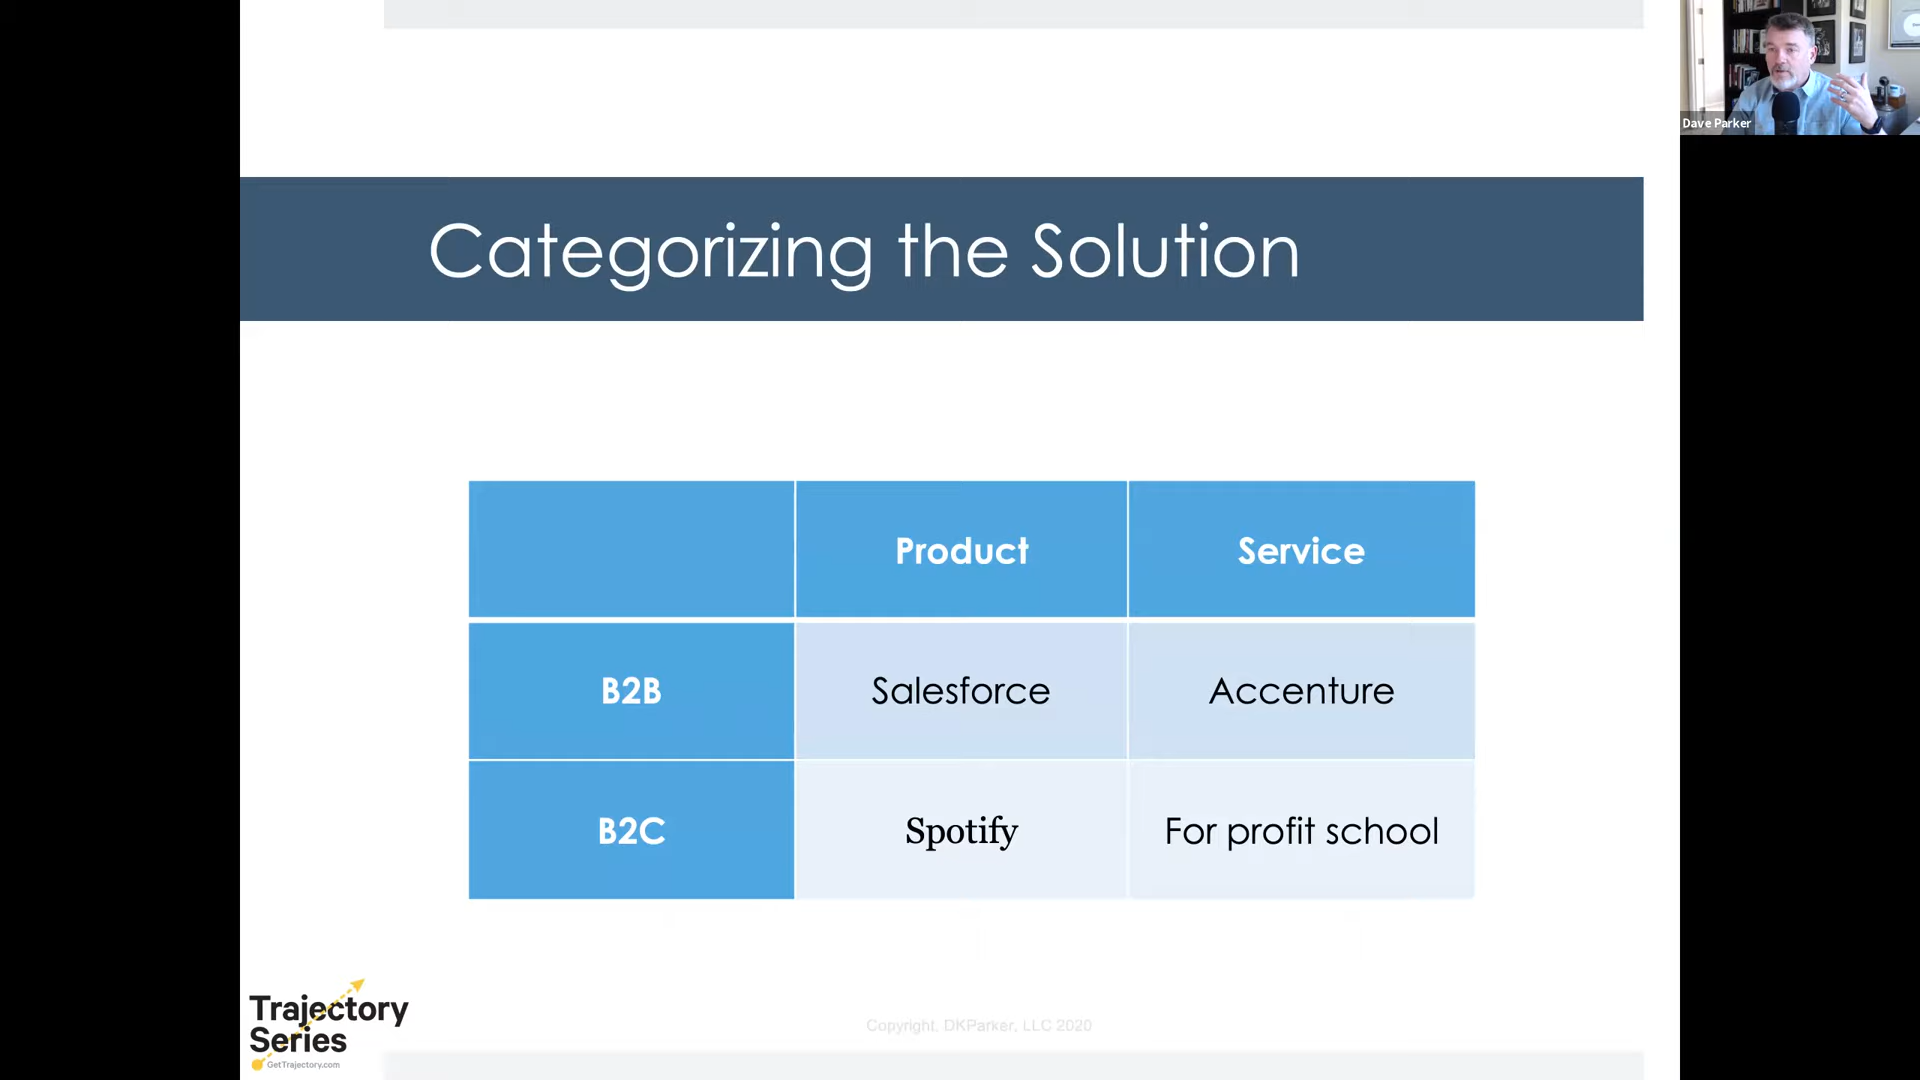 Dave Parker
Categorizing the Solution
Product Service
B2B Salesforce Accenture
B2C Spotify For profit school
Trajectory
Series
GetTrajectory.com
Copyright, DKParker, LLC 2020